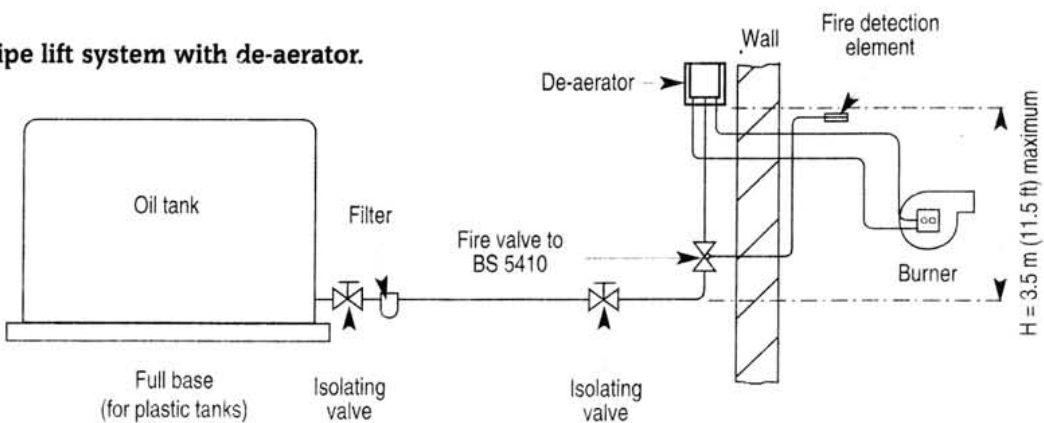 ipe lift system with de-aerator.
Wall
Fire detection
element
De-aerator
Oil tank
Filter
Fire valve to
BS 5410
Burner
H = 3.5 m (11.5 ft) maximum
Full base
(for plastic tanks)
Isolating
valve
Isolating
valve